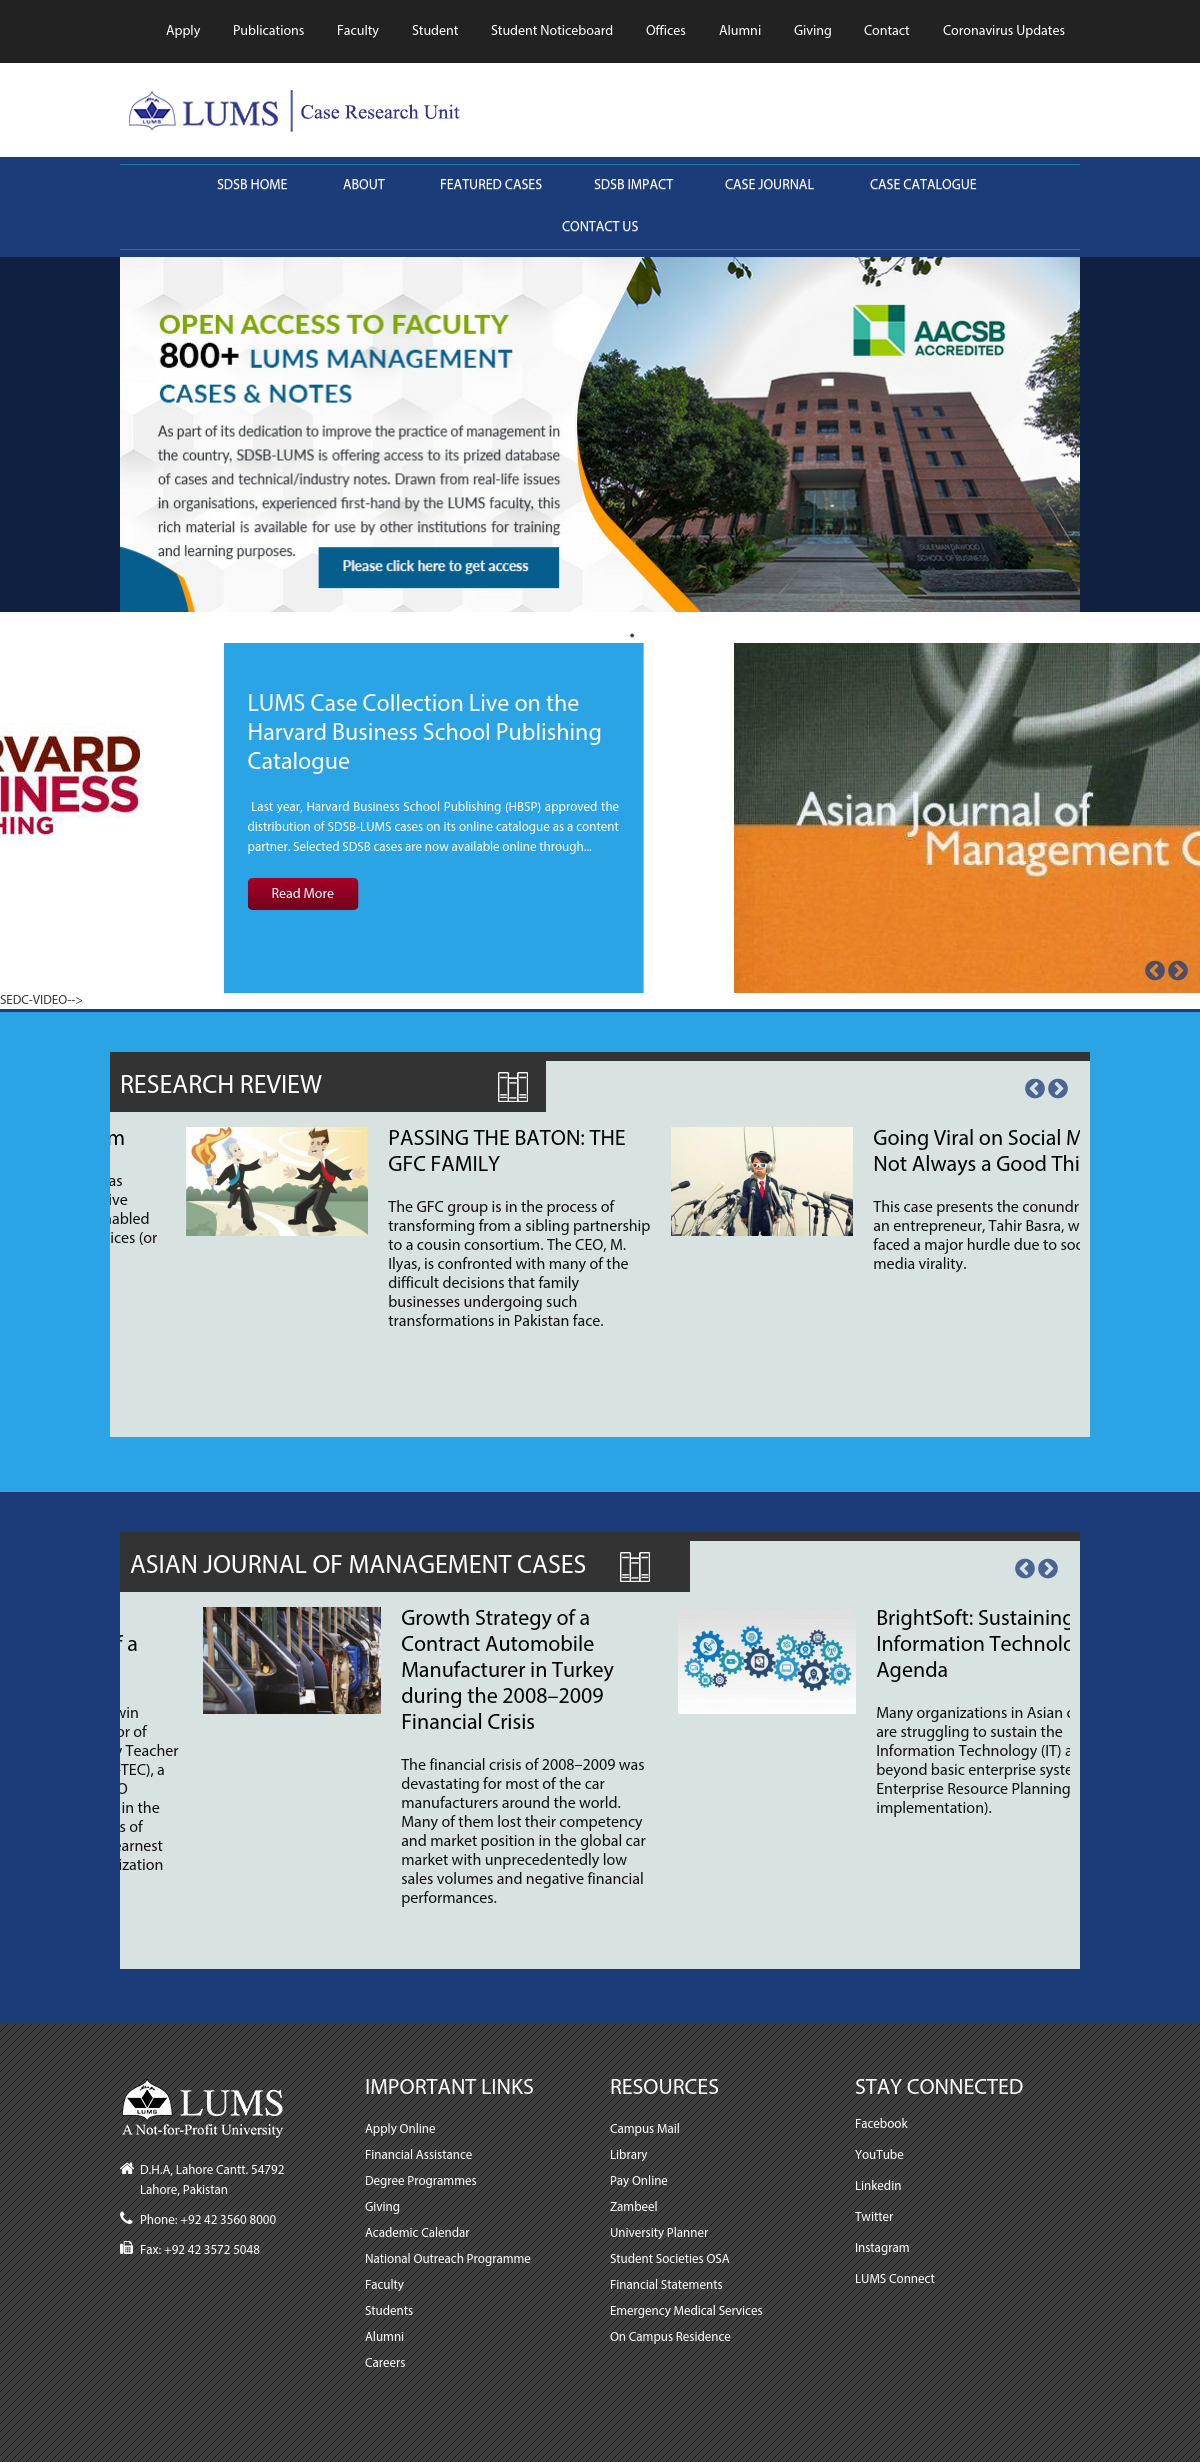 Apply Publications Faculty Student Student Noticeboard Offices Alumni Giving Contact Coronavirus Updates
LUMS Case Research Unit
LUMS
SDSB HOME ABOUT FEATURED CASES SDSB IMPACT CASE JOURNAL CASE CATALOGUE
CONTACT US
OPEN ACCESS TO FACULTY
800+ LUMS MANAGEMENT
CASES & NOTES
As part of its dedication to improve the practice of management in
the country, SDSB-LUMS is offering access to its prized database
of cases and technical/industry notes. Drawn from real-life issues
in organisations, experienced first-hand by the LUMS faculty, this
rich material is available for use by other institutions for training
and learning purposes.
Please click here to get access
AACSB
ACCREDITED
SULEMAN DAWOOD
SCHOOL OF BUSINESS
RVARD
INESS
HING
LUMS Case Collection Live on the
Harvard Business School Publishing
Catalogue
Last year, Harvard Business School Publishing (HBSP) approved the
distribution of SDSB-LUMS cases on its online catalogue as a content
partner. Selected SDSB cases are now available online through...
Read More
Asian Journal of
Management C
SEDC-VIDEO-->
RESEARCH REVIEW
m
as
ive
nabled
ices (or
PASSING THE BATON: THE
GFC FAMILY
The GFC group is in the process of
transforming from a sibling partnership
to a cousin consortium. The CEO, M.
Ilyas, is confronted with many of the
difficult decisions that family
businesses undergoing such
transformations in Pakistan face.
Going Viral on Social M
Not Always a Good Thi
This case presents the conundr
an entrepreneur, Tahir Basra, w
faced a major hurdle due to soc
media virality.
ASIAN JOURNAL OF MANAGEMENT CASES
f a
win
or of
y Teacher
-TEC), a
O
in the
s of
earnest
ization
Growth Strategy of a
Contract Automobile
Manufacturer in Turkey
during the 2008–2009
Financial Crisis
The financial crisis of 2008–2009 was
devastating for most of the car
manufacturers around the world.
Many of them lost their competency
and market position in the global car
market with unprecedentedly low
sales volumes and negative financial
performances.
BrightSoft: Sustaining
Information Technolo
Agenda
Many organizations in Asian c
are struggling to sustain the
Information Technology (IT) a
beyond basic enterprise syste
Enterprise Resource Planning
implementation).
LUMS
LUMS
A Not-for-Profit University
D.H.A, Lahore Cantt. 54792
Lahore, Pakistan
Phone: +92 42 3560 8000
Fax: +92 42 3572 5048
IMPORTANT LINKS
Apply Online
Financial Assistance
Degree Programmes
Giving
Academic Calendar
National Outreach Programme
Faculty
Students
Alumni
Careers
RESOURCES
Campus Mail
Library
Pay Online
Zambeel
University Planner
Student Societies OSA
Financial Statements
Emergency Medical Services
On Campus Residence
STAY CONNECTED
Facebook
YouTube
Linkedin
Twitter
Instagram
LUMS Connect